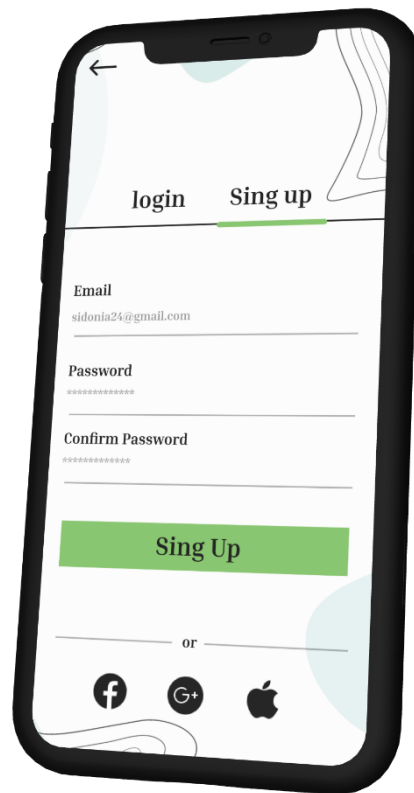 login Sing up
Email
sidonia24@gmail.com
Password
*************
Confirm Password
*************
Sing Up
or
G+